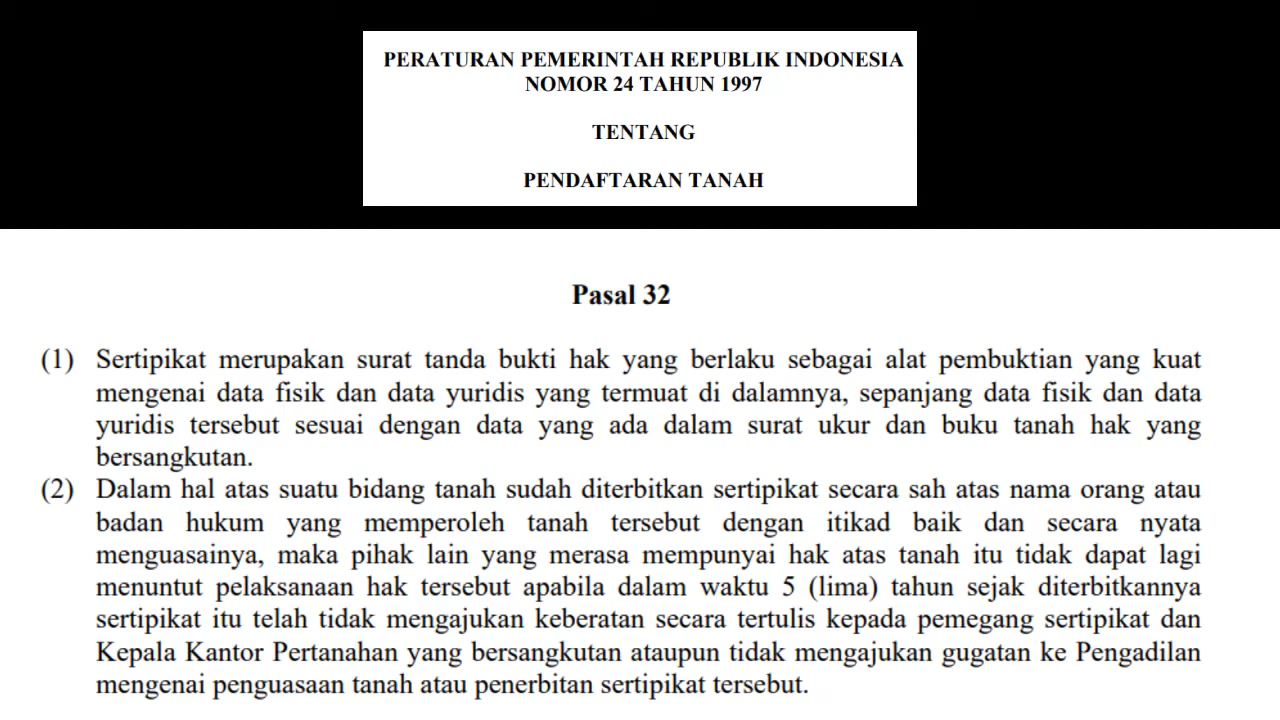 PERATURAN PEMERINTAH REPUBLIK INDONESIA
NOMOR 24 TAHUN 1997
TENTANG
PENDAFTARAN TANAH
Pasal 32
(1) Sertipikat merupakan surat tanda bukti hak yang berlaku sebagai alat pembuktian yang kuat
mengenai data fisik dan data yuridis yang termuat di dalamnya, sepanjang data fisik dan data
yuridis tersebut sesuai dengan data yang ada dalam surat ukur dan buku tanah hak yang
bersangkutan.
(2) Dalam hal atas suatu bidang tanah sudah diterbitkan sertipikat secara sah atas nama orang atau
badan hukum yang memperoleh tanah tersebut dengan itikad baik dan secara nyata
menguasainya, maka pihak lain yang merasa mempunyai hak atas tanah itu tidak dapat lagi
menuntut pelaksanaan hak tersebut apabila dalam waktu 5 (lima) tahun sejak diterbitkannya
sertipikat itu telah tidak mengajukan keberatan secara tertulis kepada pemegang sertipikat dan
Kepala Kantor Pertanahan yang bersangkutan ataupun tidak mengajukan gugatan ke Pengadilan
mengenai penguasaan tanah atau penerbitan sertipikat tersebut.